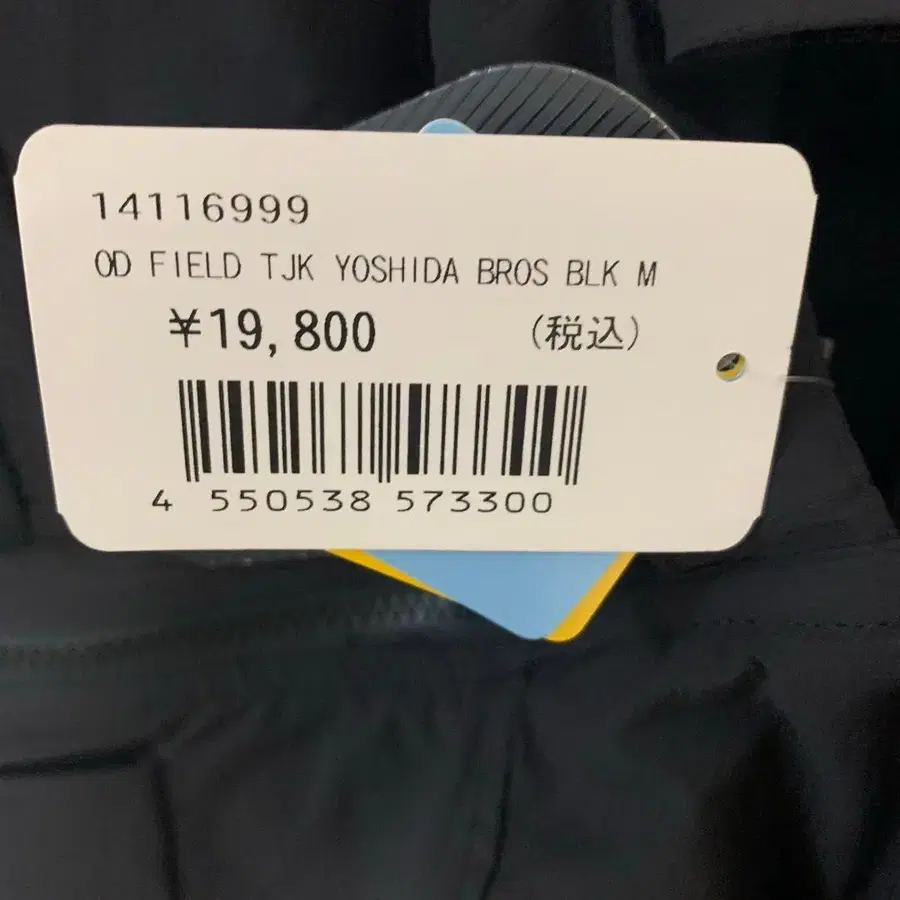 14116999
OD FIELD TJK YOSHIDA BROS BLK M
¥19,800 (税込)
4 550538 573300